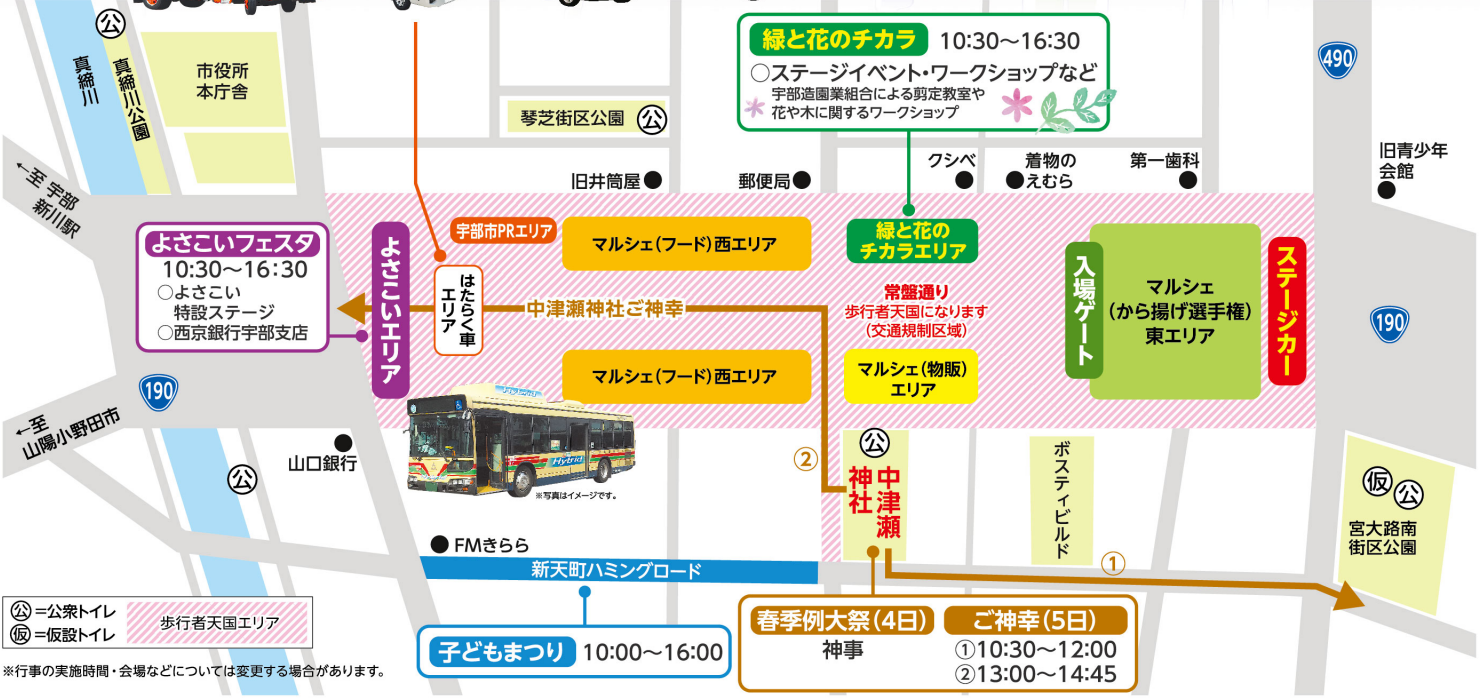 公
真締川
真締川公園
市役所
本庁舎
琴芝街区公園 公
緑と花のチカラ 10:30～16:30
○ステージイベント・ワークショップなど
宇部造園業組合による剪定教室や
花や木に関するワークショップ
490
←至 宇部
新川駅
旧井筒屋●
郵便局●
クシベ
●
着物の
●えむら
第一歯科
●
旧青少年
会館
●
よさこいフェスタ
10:30～16:30
○よさこい
特設ステージ
○西京銀行宇部支店
よさこいエリア
宇部市PRエリア
はたらく車
エリア
マルシェ(フード)西エリア
中津瀬神社ご神幸
マルシェ(フード)西エリア
緑と花の
チカラエリア
常盤通り
歩行者天国になります
(交通規制区域)
マルシェ(物販)
エリア
入場ゲート
マルシェ
(から揚げ選手権)
東エリア
ステージカー
190
190
←至
山陽小野田市
公
●
山口銀行
Hybrid
Hybrid
※写真はイメージです。
②
公
中津瀬
神社
ボスティビルド
仮 公
宮大路南
街区公園
● FMきらら
新天町ハミングロード
①
公=公衆トイレ
仮=仮設トイレ
歩行者天国エリア
子どもまつり 10:00～16:00
春季例大祭(4日)
神事
ご神幸(5日)
①10:30～12:00
②13:00～14:45
※行事の実施時間・会場などについては変更する場合があります。